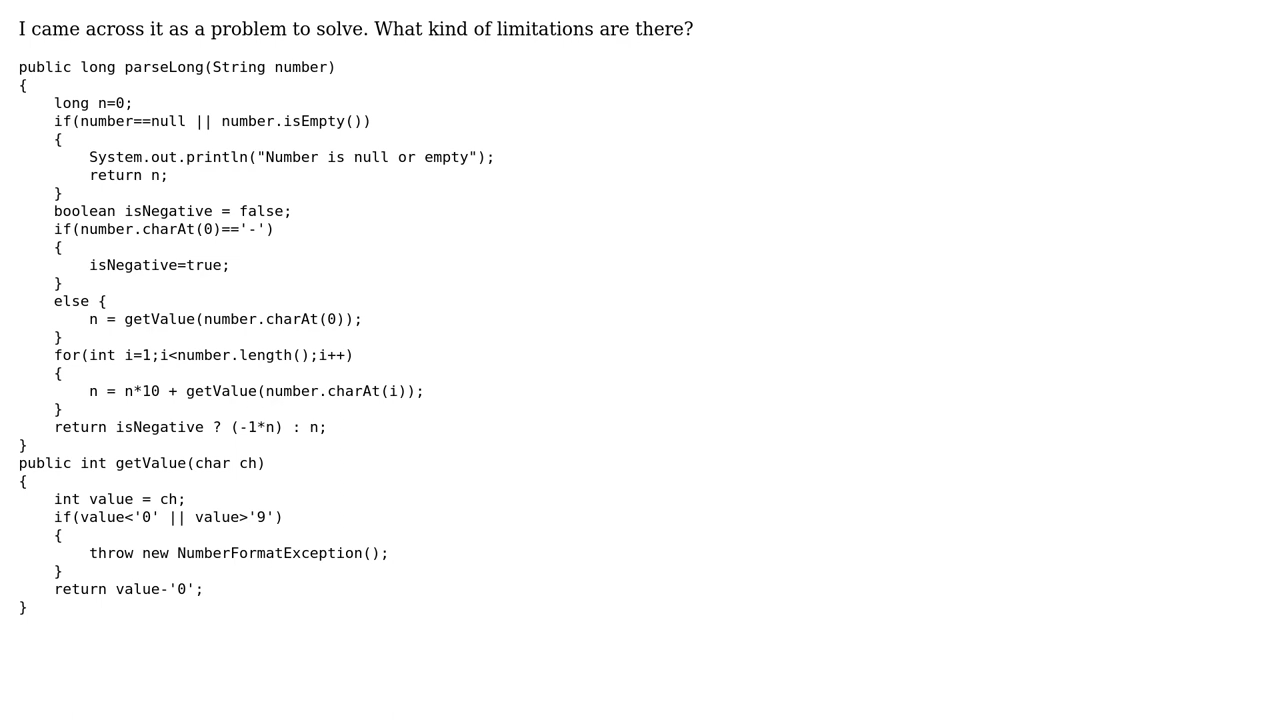 I came across it as a problem to solve. What kind of limitations are there?
public long parseLong(String number)
{
    long n=0;
    if(number==null || number.isEmpty())
    {
        System.out.println("Number is null or empty");
        return n;
    }
    boolean isNegative = false;
    if(number.charAt(0)=='-')
    {
        isNegative=true;
    }
    else {
        n = getValue(number.charAt(0));
    }
    for(int i=1;i<number.length();i++)
    {
        n = n*10 + getValue(number.charAt(i));
    }
    return isNegative ? (-1*n) : n;
}
public int getValue(char ch)
{
    int value = ch;
    if(value<'0' || value>'9')
    {
        throw new NumberFormatException();
    }
    return value-'0';
}